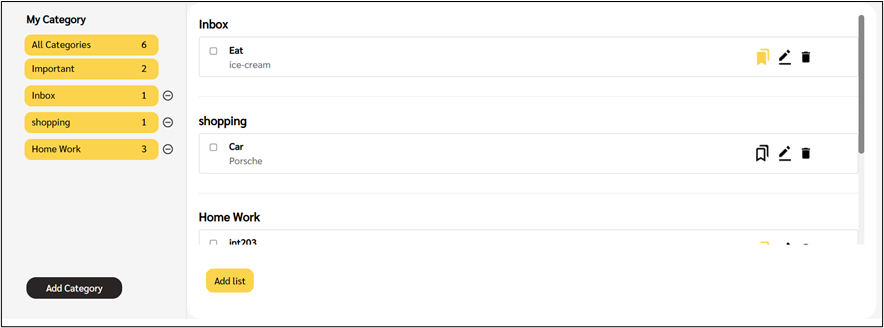 My Category
All Categories 6
Important 2
Inbox 1
shopping 1
Home Work 3
Add Category
Inbox
Eat
ice-cream
shopping
Car
Porsche
Home Work
int203
Add list